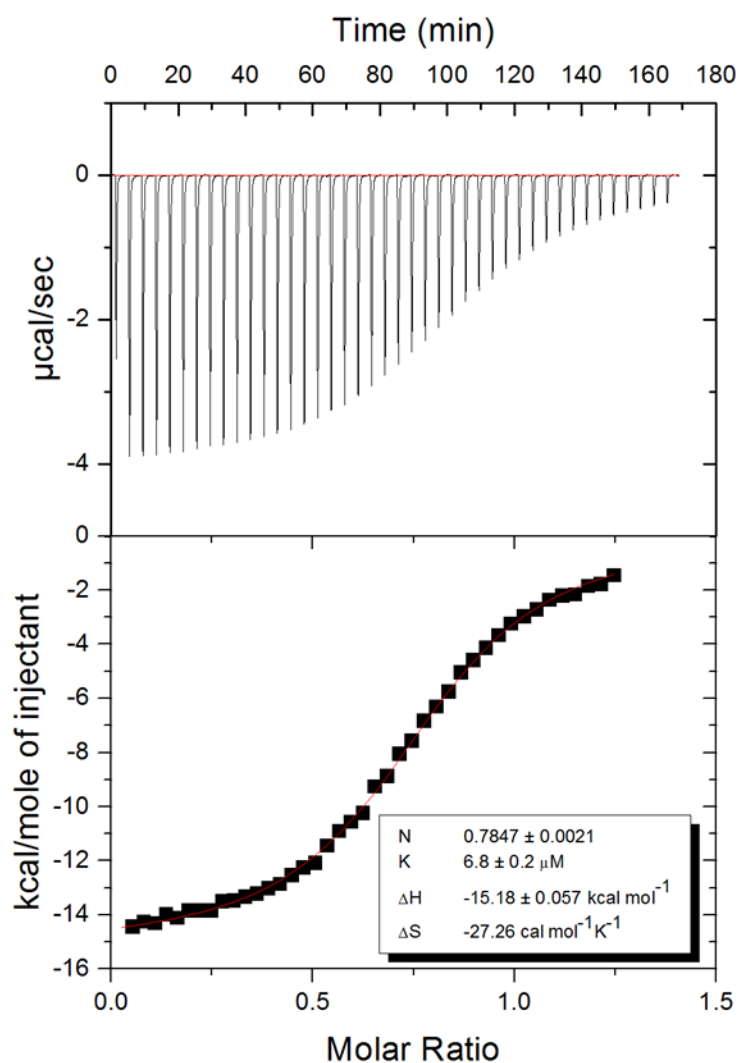 Time (min)
0 20 40 60 80 100 120 140 160 180
0
-2
-4
µcal/sec
0
-2
-4
-6
-8
-10
-12
-14
-16
kcal/mole of injectant
N 0.7847 ± 0.0021
K 6.8 ± 0.2 µM
ΔH -15.18 ± 0.057 kcal mol⁻¹
ΔS -27.26 cal mol⁻¹K⁻¹
0.0 0.5 1.0 1.5
Molar Ratio